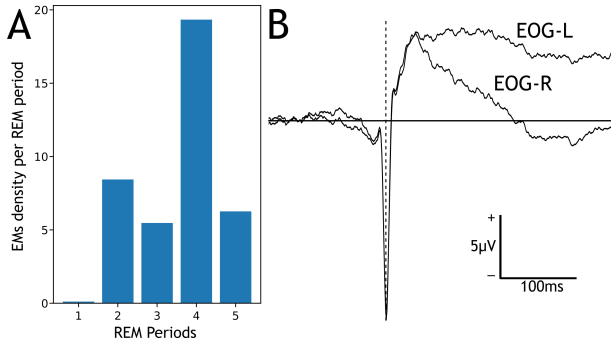 A
EMs density per REM period
20
15
10
5
0
1 2 3 4 5
REM Periods
B
EOG-L
EOG-R
+
5µV
−
100ms